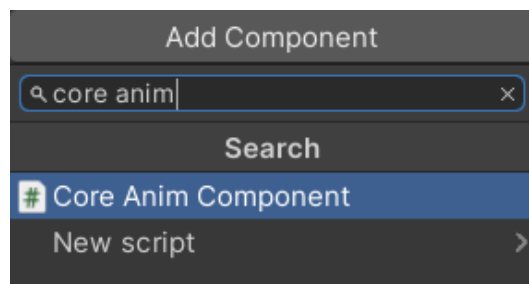 Add Component
core anim
Search
# Core Anim Component
New script